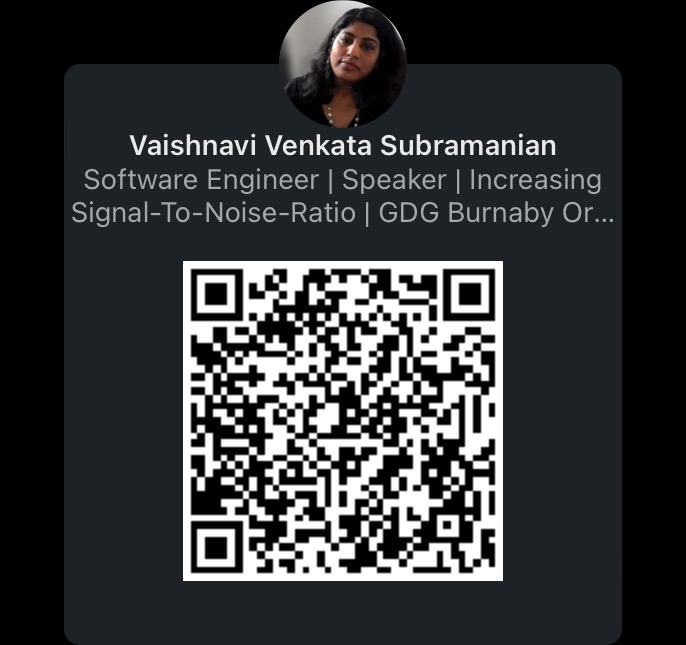 Vaishnavi Venkata Subramanian
Software Engineer | Speaker | Increasing
Signal-To-Noise-Ratio | GDG Burnaby Or...